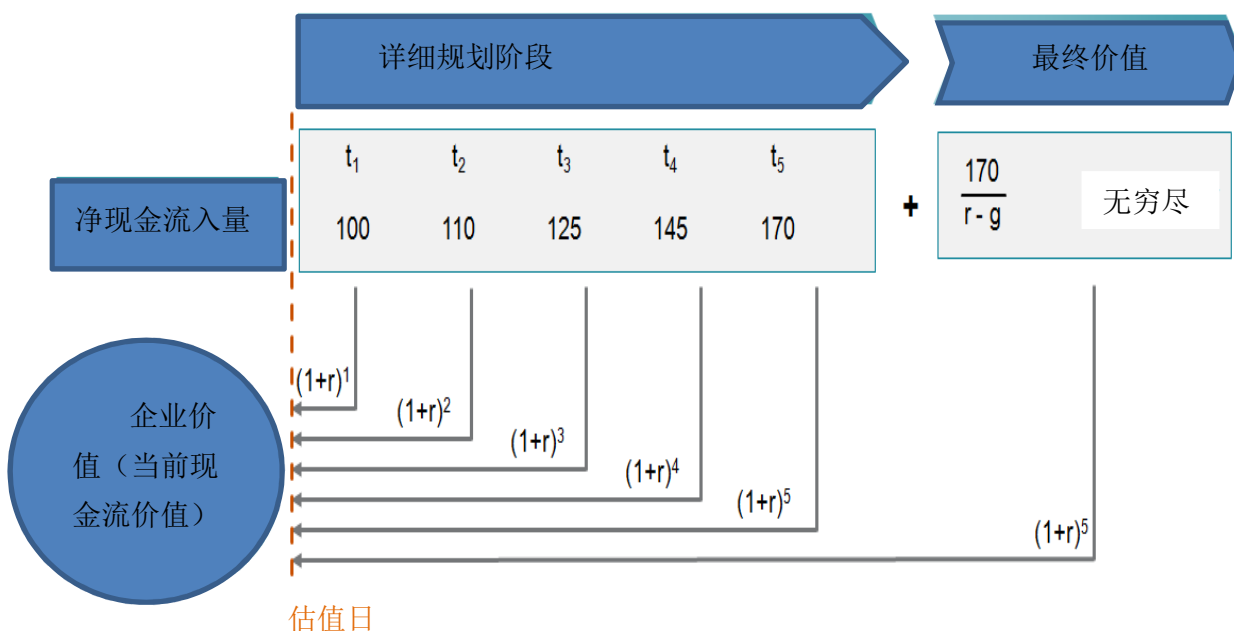 详细规划阶段
最终价值
t₁ t₂ t₃ t₄ t₅
净现金流入量
100 110 125 145 170
+
170
r - g
无穷尽
(1+r)¹
(1+r)²
(1+r)³
(1+r)⁴
(1+r)⁵
(1+r)⁵
企业价
值（当前现
金流价值）
估值日